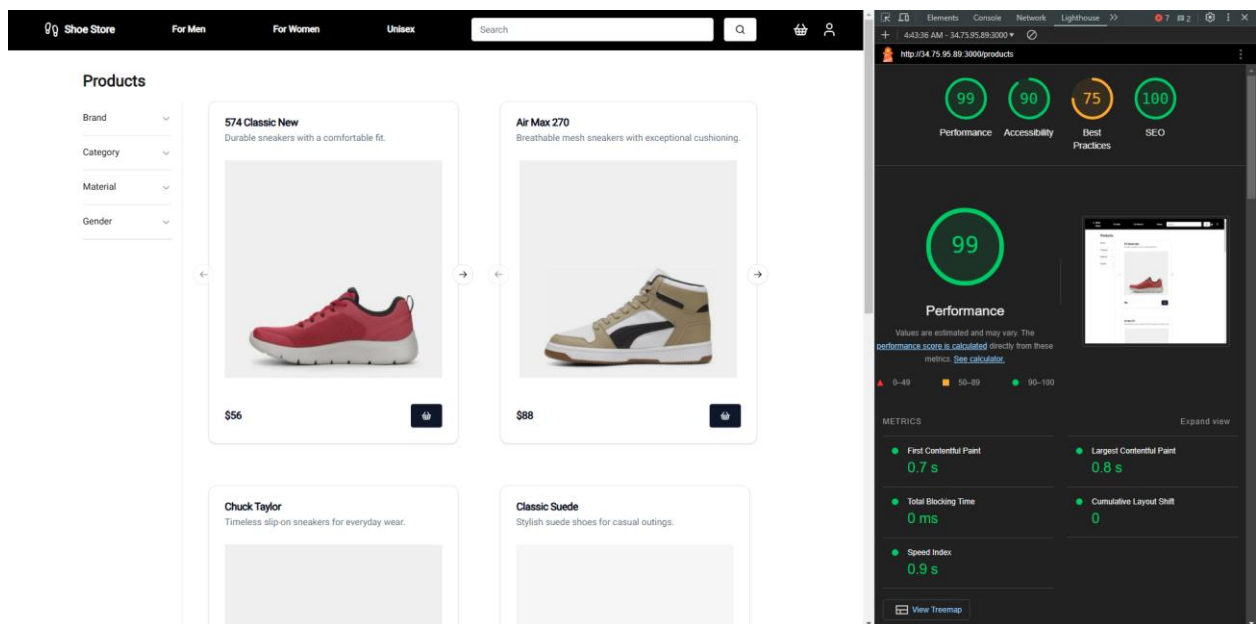 Shoe Store For Men For Women Unisex Search
Products
Brand
Category
Material
Gender
574 Classic New
Durable sneakers with a comfortable fit.
$56
Air Max 270
Breathable mesh sneakers with exceptional cushioning.
$88
Chuck Taylor
Timeless slip-on sneakers for everyday wear.
Classic Suede
Stylish suede shoes for casual outings.
Elements Console Network Lighthouse 7 2
4:43:36 AM - 34.75.95.89:3000
http://34.75.95.89:3000/products
99 90 75 100
Performance Accessibility Best Practices SEO
99
Performance
Values are estimated and may vary. The
performance score is calculated directly from these
metrics. See calculator.
0–49 50–89 90–100
METRICS Expand view
First Contentful Paint
0.7 s
Largest Contentful Paint
0.8 s
Total Blocking Time
0 ms
Cumulative Layout Shift
0
Speed Index
0.9 s
View Treemap